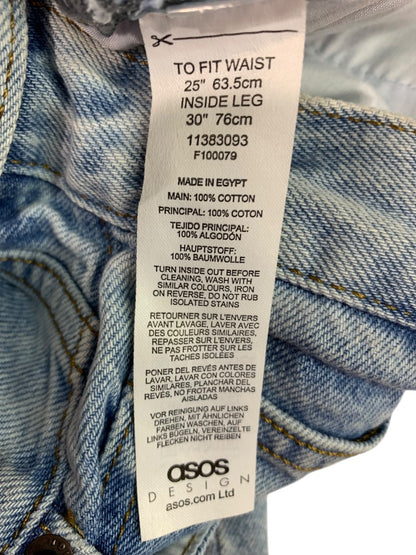 TO FIT WAIST
25" 63.5cm
INSIDE LEG
30" 76cm
11383093
F100079
MADE IN EGYPT
MAIN: 100% COTTON
PRINCIPAL: 100% COTON
TEJIDO PRINCIPAL:
100% ALGODÓN
HAUPTSTOFF:
100% BAUMWOLLE
TURN INSIDE OUT BEFORE
CLEANING, WASH WITH
SIMILAR COLOURS, IRON
ON REVERSE, DO NOT RUB
ISOLATED STAINS
RETOURNER SUR L'ENVERS
AVANT LAVAGE, LAVER AVEC
DES COULEURS SIMILAIRES,
REPASSER SUR L'ENVERS,
NE PAS FROTTER SUR LES
TACHES ISOLÉES
PONER DEL REVÉS ANTES DE
LAVAR, LAVAR CON COLORES
SIMILARES, PLANCHAR DEL
REVÉS, NO FROTAR MANCHAS
AISLADAS
VOR REINIGUNG AUF LINKS
DREHEN, MIT ÄHNLICHEN
FARBEN WASCHEN, AUF
LINKS BÜGELN, VEREINZELTE
FLECKEN NICHT REIBEN
asos
DESIGN
asos.com Ltd